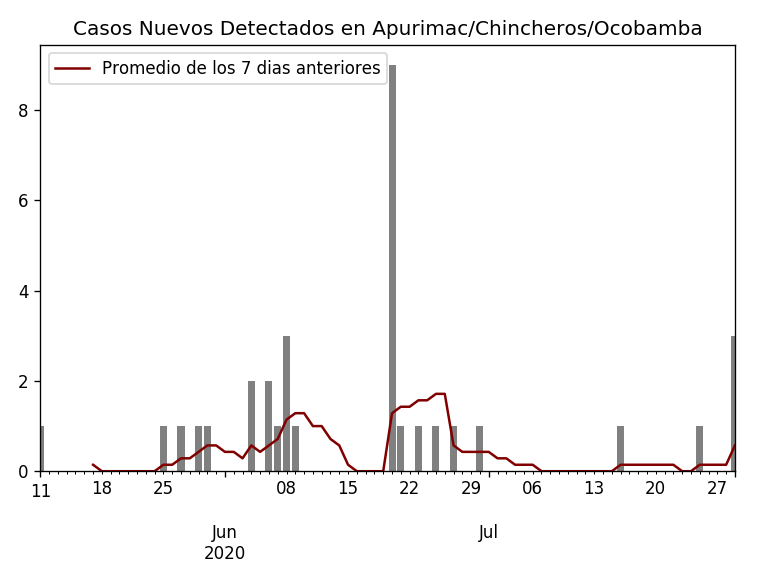 Casos Nuevos Detectados en Apurimac/Chincheros/Ocobamba
Promedio de los 7 dias anteriores
8
6
4
2
0
11 18 25 08 15 22 29 06 13 20 27
Jun Jul
2020